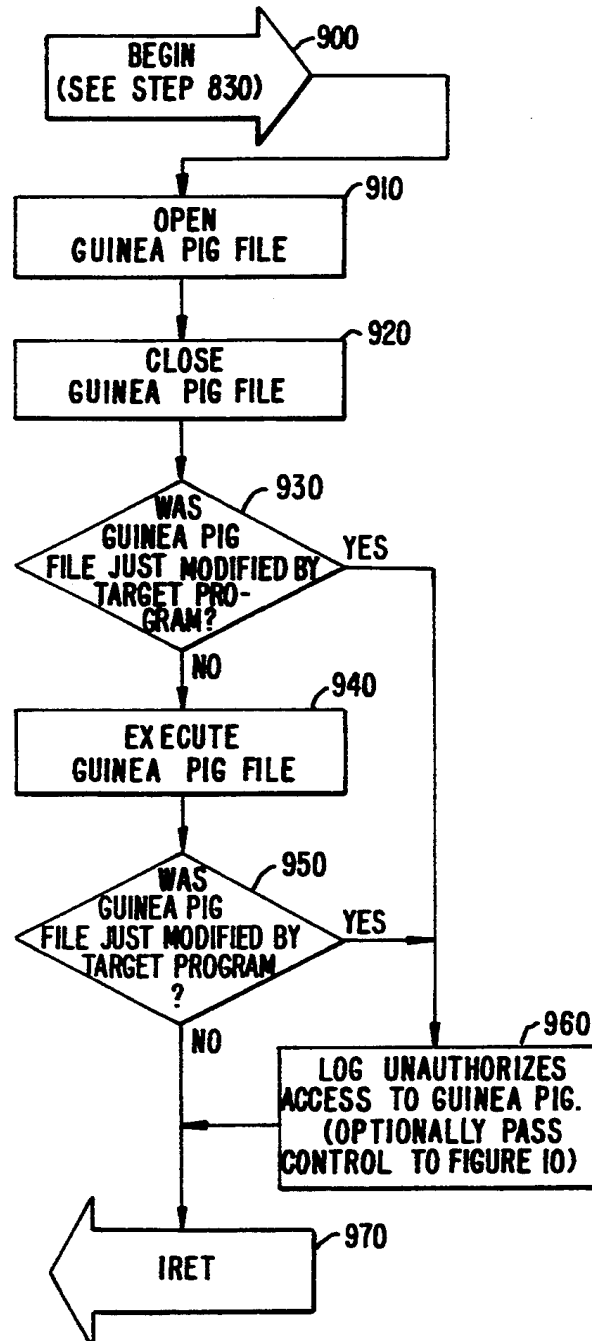 900
BEGIN
(SEE STEP 830)
910
OPEN
GUINEA PIG FILE
920
CLOSE
GUINEA PIG FILE
930
WAS
GUINEA PIG
FILE JUST MODIFIED BY
TARGET PRO-
GRAM?
YES
NO
940
EXECUTE
GUINEA PIG FILE
950
WAS
GUINEA PIG
FILE JUST MODIFIED BY
TARGET PROGRAM
?
YES
NO
960
LOG UNAUTHORIZES
ACCESS TO GUINEA PIG.
(OPTIONALLY PASS
CONTROL TO FIGURE 10)
970
IRET